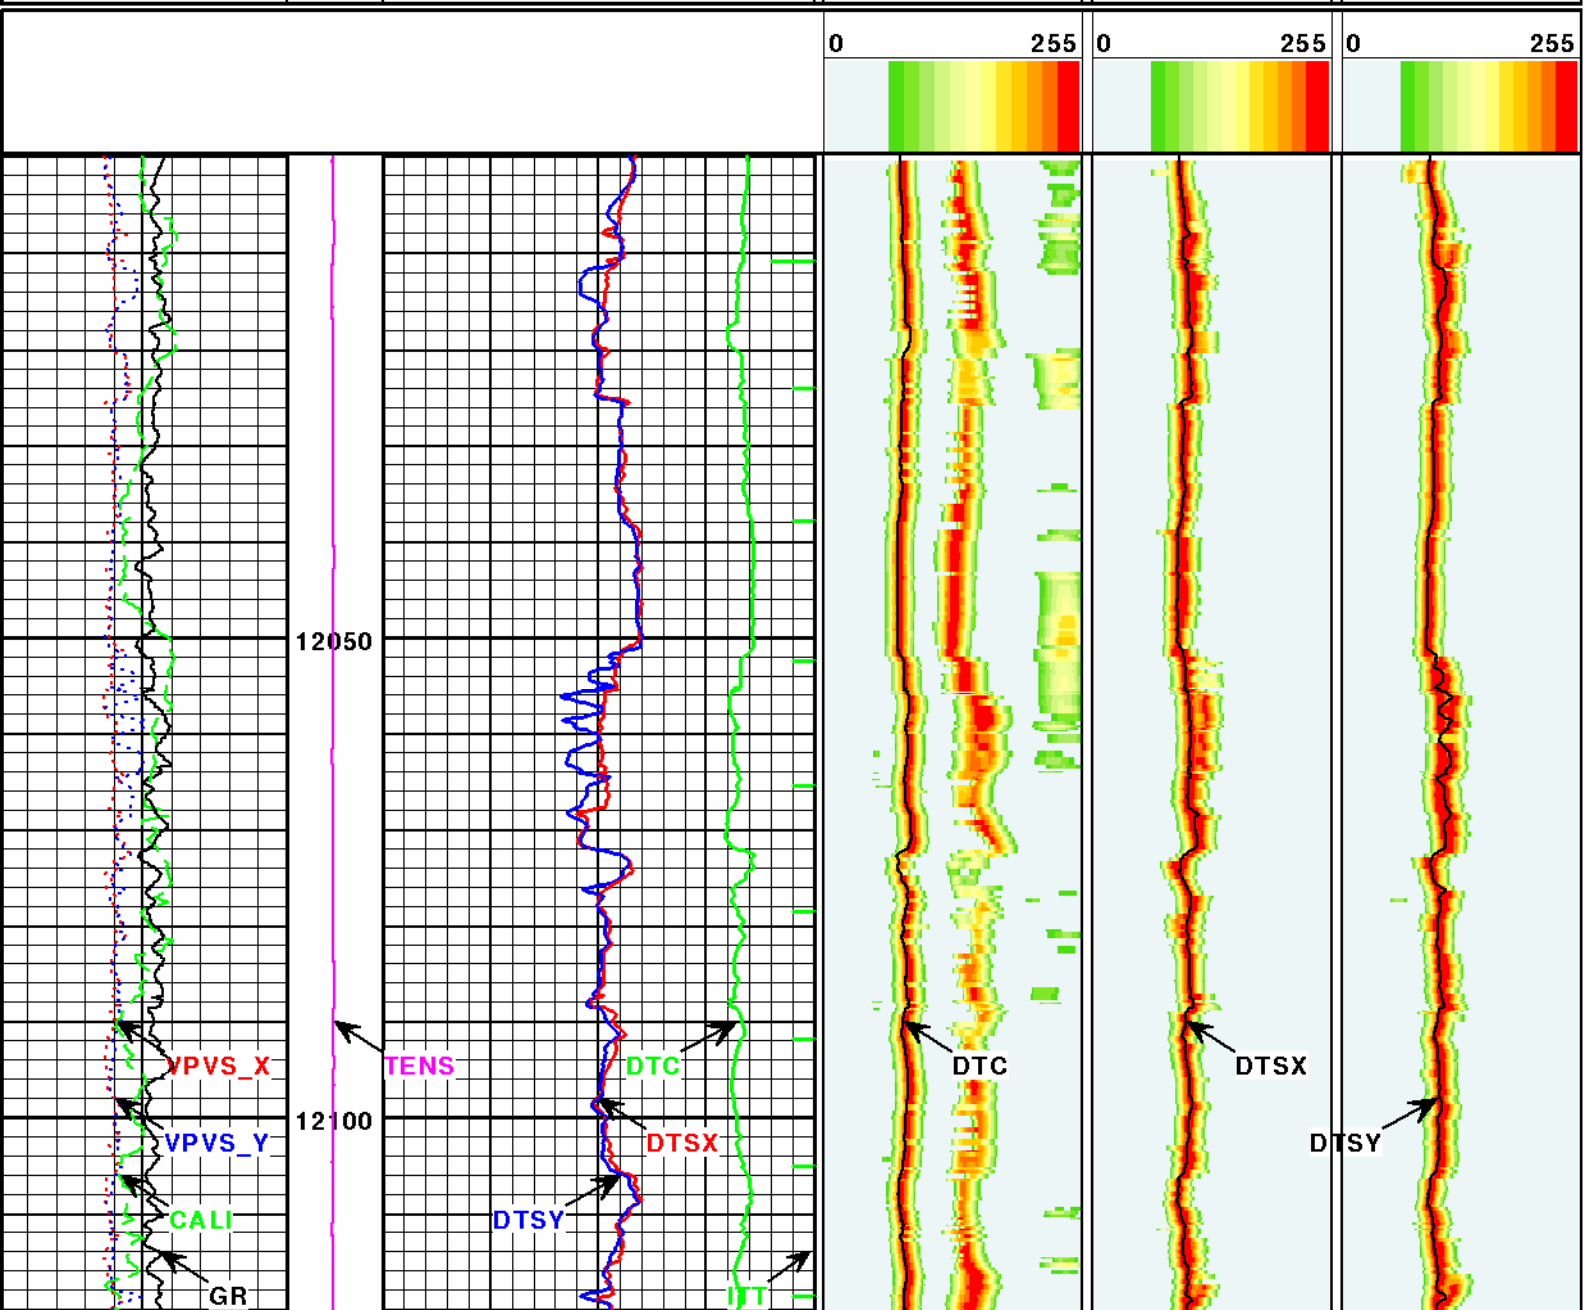 0 255 0 255 0 255
12050
VPVS_X TENS DTC DTC DTSX
12100
VPVS_Y DTSX DTSY
CALI DTSY
GR ITT